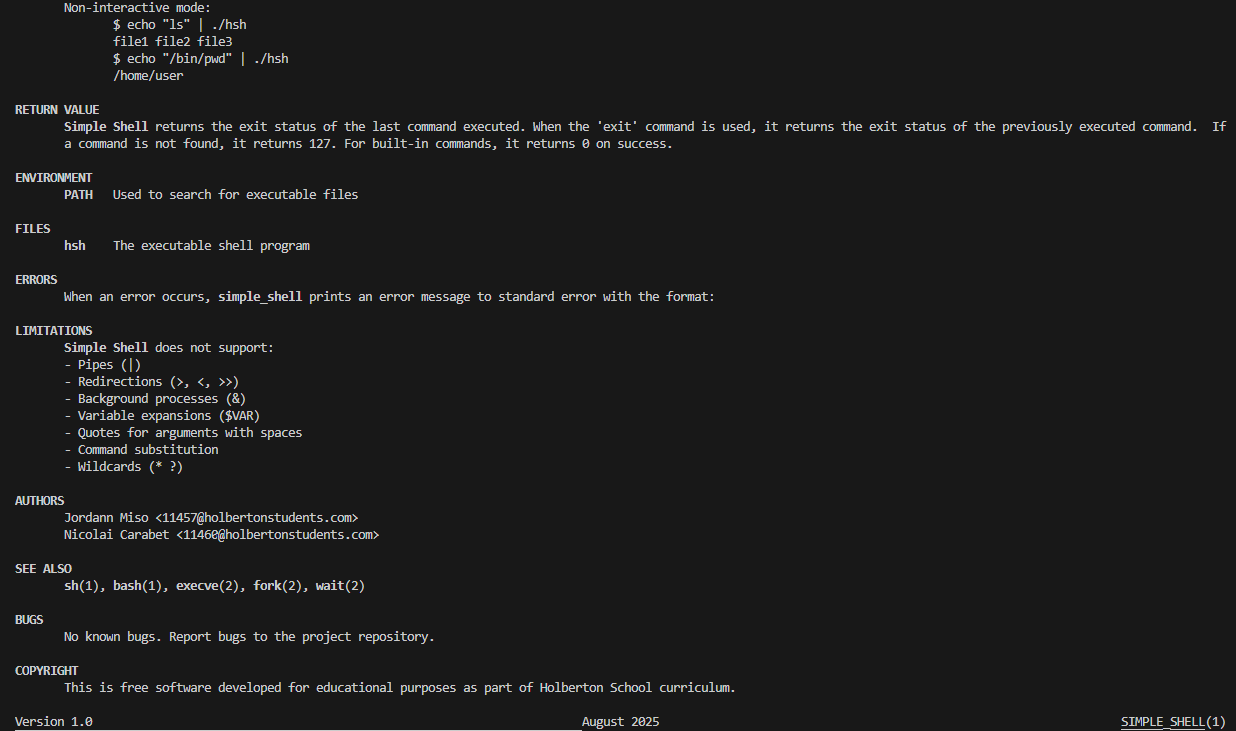 Non-interactive mode:
$ echo "ls" | ./hsh
file1 file2 file3
$ echo "/bin/pwd" | ./hsh
/home/user
RETURN VALUE
Simple Shell returns the exit status of the last command executed. When the 'exit' command is used, it returns the exit status of the previously executed command.  If
a command is not found, it returns 127. For built-in commands, it returns 0 on success.
ENVIRONMENT
PATH   Used to search for executable files
FILES
hsh    The executable shell program
ERRORS
When an error occurs, simple_shell prints an error message to standard error with the format:
LIMITATIONS
Simple Shell does not support:
- Pipes (|)
- Redirections (>, <, >>)
- Background processes (&)
- Variable expansions ($VAR)
- Quotes for arguments with spaces
- Command substitution
- Wildcards (* ?)
AUTHORS
Jordann Miso <11457@holbertonstudents.com>
Nicolai Carabet <11460@holbertonstudents.com>
SEE ALSO
sh(1), bash(1), execve(2), fork(2), wait(2)
BUGS
No known bugs. Report bugs to the project repository.
COPYRIGHT
This is free software developed for educational purposes as part of Holberton School curriculum.
Version 1.0 August 2025 SIMPLE_SHELL(1)